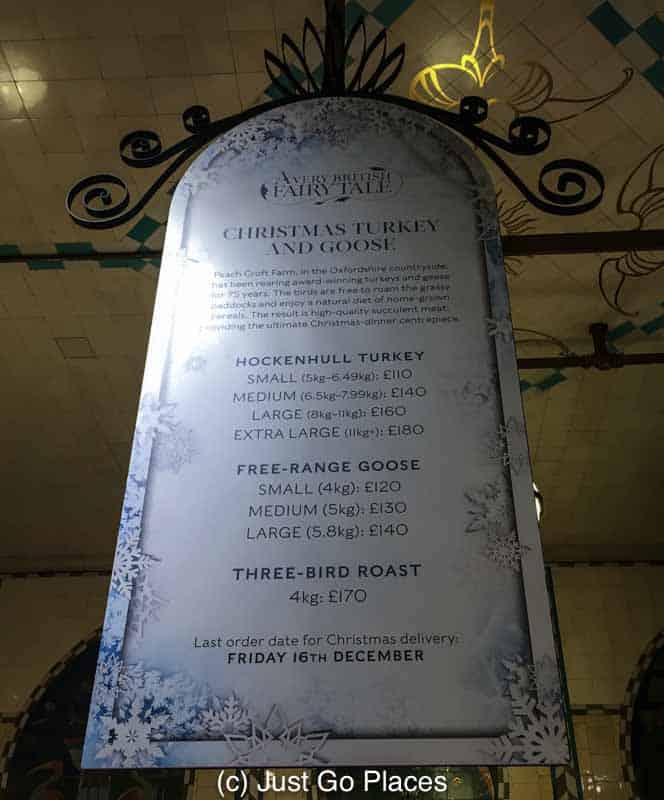 A VERY BRITISH
FAIRY TALE
CHRISTMAS TURKEY
AND GOOSE
Peach Croft Farm, in the Oxfordshire countryside,
has been rearing award-winning turkeys and geese
for 75 years. The birds are free to roam the grassy
paddocks and enjoy a natural diet of home-grown
cereals. The result is high-quality succulent meat,
providing the ultimate Christmas-dinner centrepiece.
HOCKENHULL TURKEY
SMALL (5kg–6.49kg): £110
MEDIUM (6.5kg–7.99kg): £140
LARGE (8kg–11kg): £160
EXTRA LARGE (11kg+): £180
FREE-RANGE GOOSE
SMALL (4kg): £120
MEDIUM (5kg): £130
LARGE (5.8kg): £140
THREE-BIRD ROAST
4kg: £170
Last order date for Christmas delivery:
FRIDAY 16TH DECEMBER
(c) Just Go Places